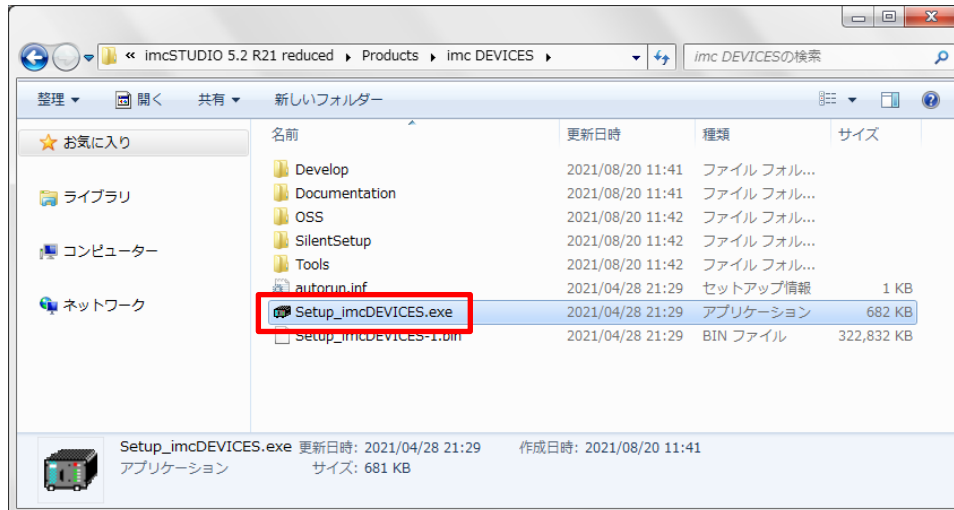 « imcSTUDIO 5.2 R21 reduced ▸ Products ▸ imc DEVICES ▸ imc DEVICESの検索
整理 ▼ 開く 共有 ▼ 新しいフォルダー
お気に入り
ライブラリ
コンピューター
ネットワーク
名前 更新日時 種類 サイズ
Develop 2021/08/20 11:41 ファイル フォル...
Documentation 2021/08/20 11:41 ファイル フォル...
OSS 2021/08/20 11:42 ファイル フォル...
SilentSetup 2021/08/20 11:42 ファイル フォル...
Tools 2021/08/20 11:42 ファイル フォル...
autorun.inf 2021/04/28 21:29 セットアップ情報 1 KB
Setup_imcDEVICES.exe 2021/04/28 21:29 アプリケーション 682 KB
Setup_imcDEVICES-1.bin 2021/04/28 21:29 BIN ファイル 322,832 KB
Setup_imcDEVICES.exe 更新日時: 2021/04/28 21:29 作成日時: 2021/08/20 11:41
アプリケーション サイズ: 681 KB